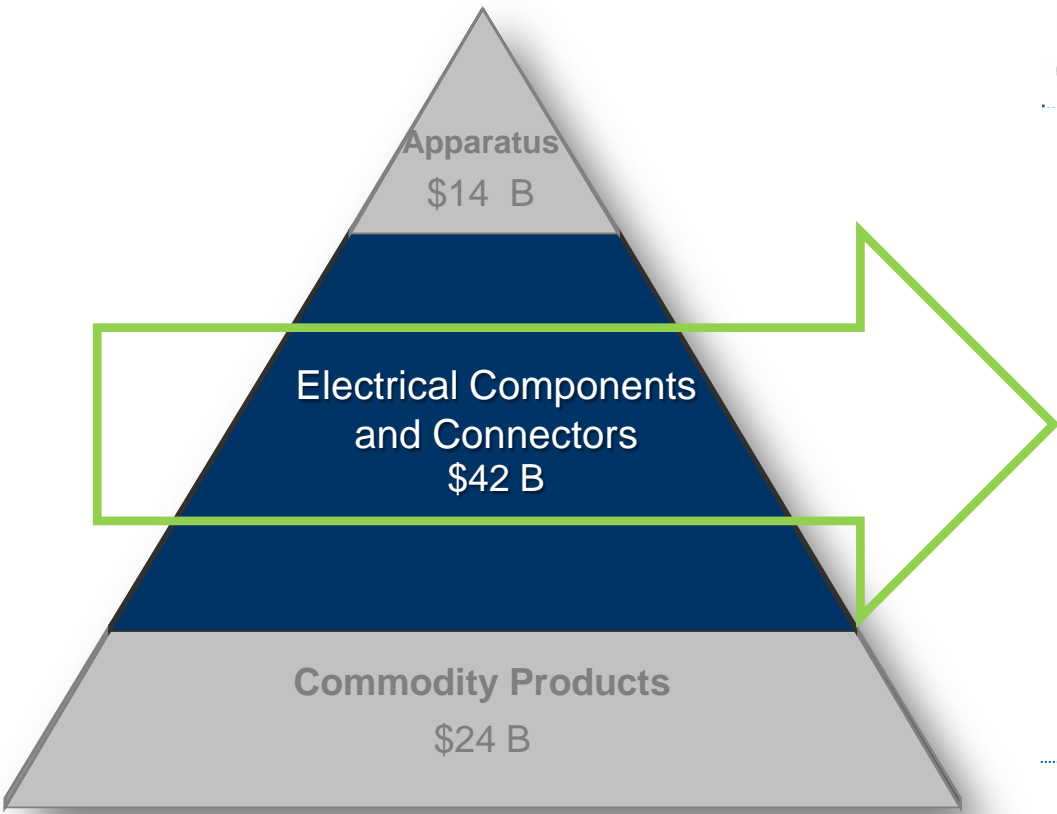 Apparatus
$14 B
Electrical Components
and Connectors
$42 B
Commodity Products
$24 B